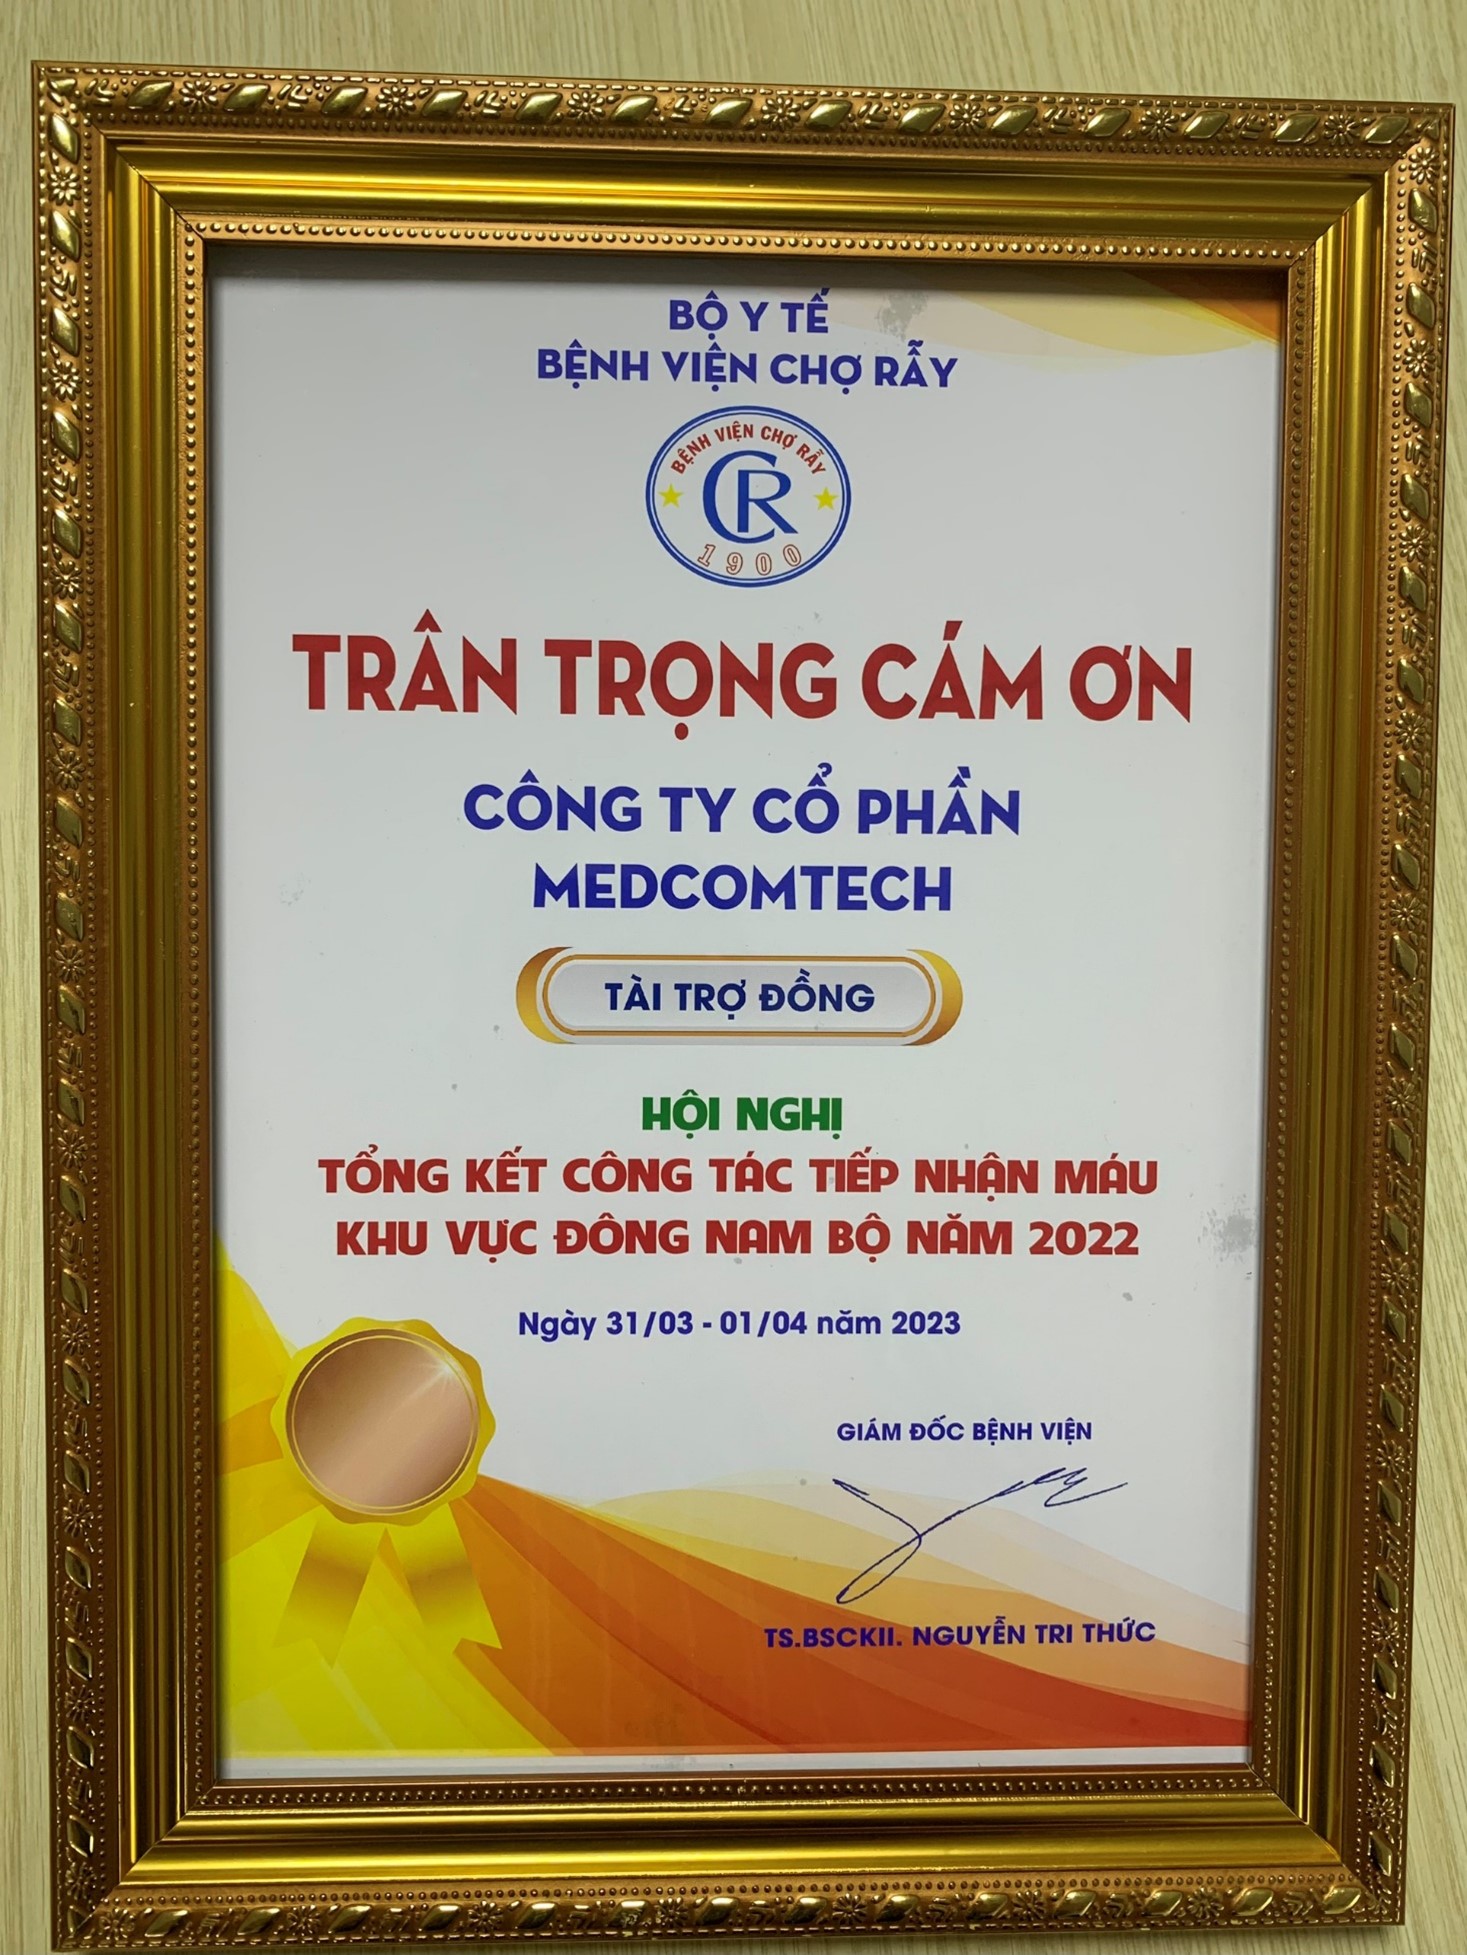 BỘ Y TẾ
BỆNH VIỆN CHỢ RẪY
BỆNH VIỆN CHỢ RẪY
CR
1900
TRÂN TRỌNG CÁM ƠN
CÔNG TY CỔ PHẦN
MEDCOMTECH
TÀI TRỢ ĐỒNG
HỘI NGHỊ
TỔNG KẾT CÔNG TÁC TIẾP NHẬN MÁU
KHU VỰC ĐÔNG NAM BỘ NĂM 2022
Ngày 31/03 - 01/04 năm 2023
GIÁM ĐỐC BỆNH VIỆN
TS.BSCKII. NGUYỄN TRI THỨC